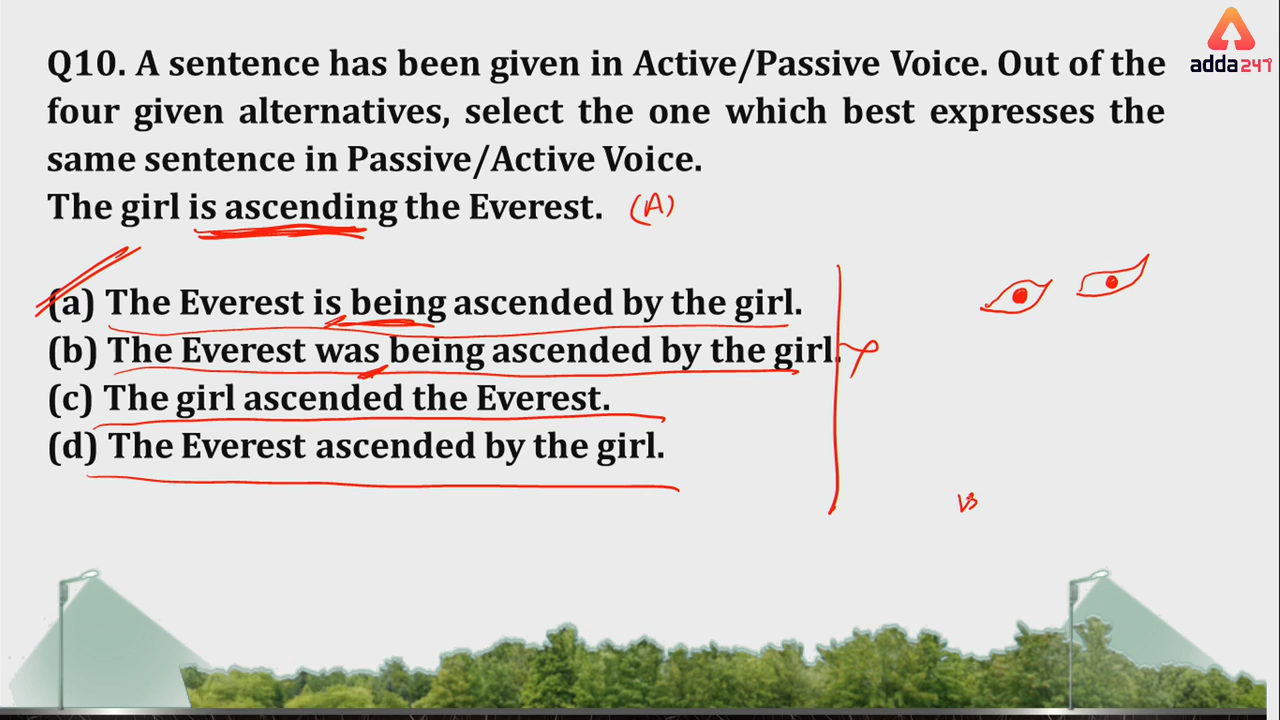 Q10. A sentence has been given in Active/Passive Voice. Out of the
four given alternatives, select the one which best expresses the
same sentence in Passive/Active Voice.
The girl is ascending the Everest. (A)
(a) The Everest is being ascended by the girl.
(b) The Everest was being ascended by the girl.
(c) The girl ascended the Everest.
(d) The Everest ascended by the girl.
adda247